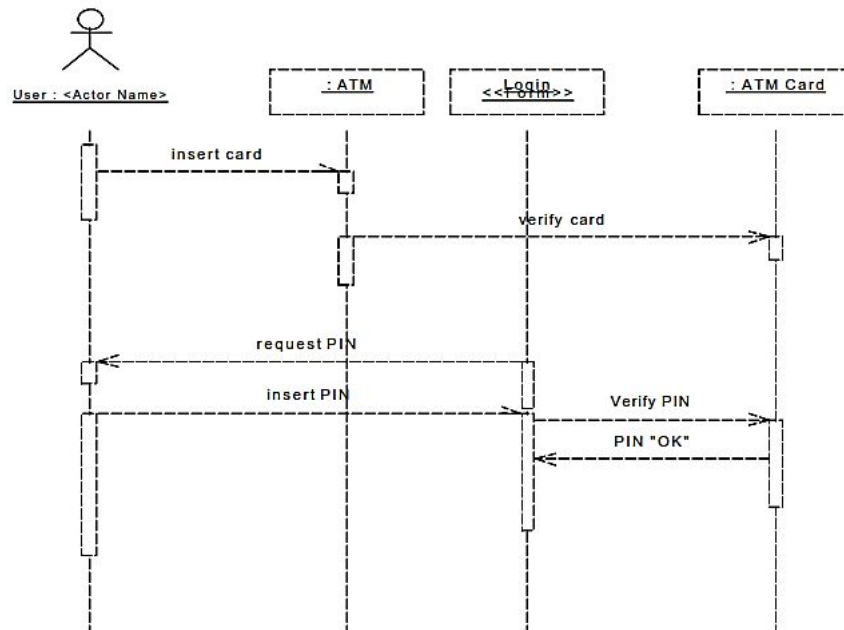 User : <Actor Name>
: ATM
Login
<<Form>>
: ATM Card
insert card
verify card
request PIN
insert PIN
Verify PIN
PIN "OK"